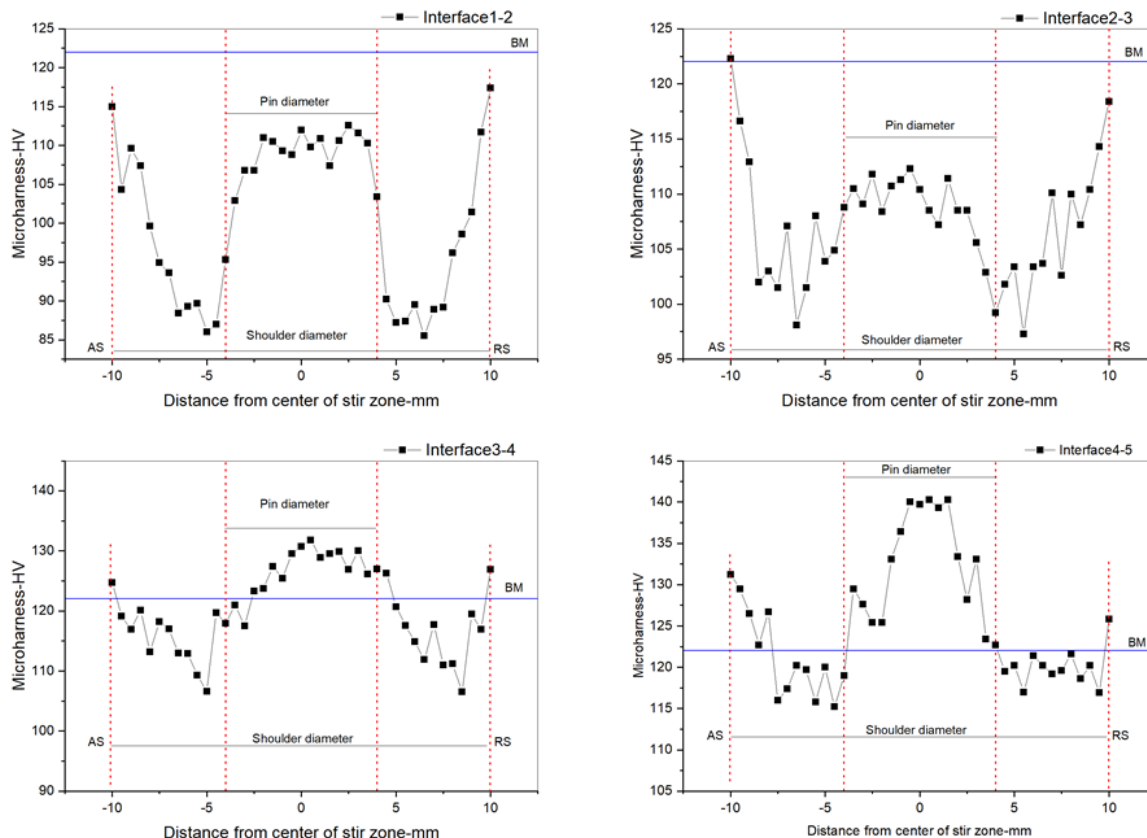 Interface1-2
125
120
115
110
105
100
95
90
85
Microharness-HV
BM
Pin diameter
Shoulder diameter
AS
RS
-10 -5 0 5 10
Distance from center of stir zone-mm
Interface2-3
125
120
115
110
105
100
95
Microharness-HV
BM
Pin diameter
Shoulder diameter
AS
RS
-10 -5 0 5 10
Distance from center of stir zone-mm
Interface3-4
140
130
120
110
100
90
Microharness-HV
Pin diameter
BM
Shoulder diameter
AS
RS
-10 -5 0 5 10
Distance from center of stir zone-mm
Interface4-5
145
140
135
130
125
120
115
110
105
Microharness-HV
Pin diameter
BM
Shoulder diameter
AS
RS
-10 -5 0 5 10
Distance from center of stir zone-mm